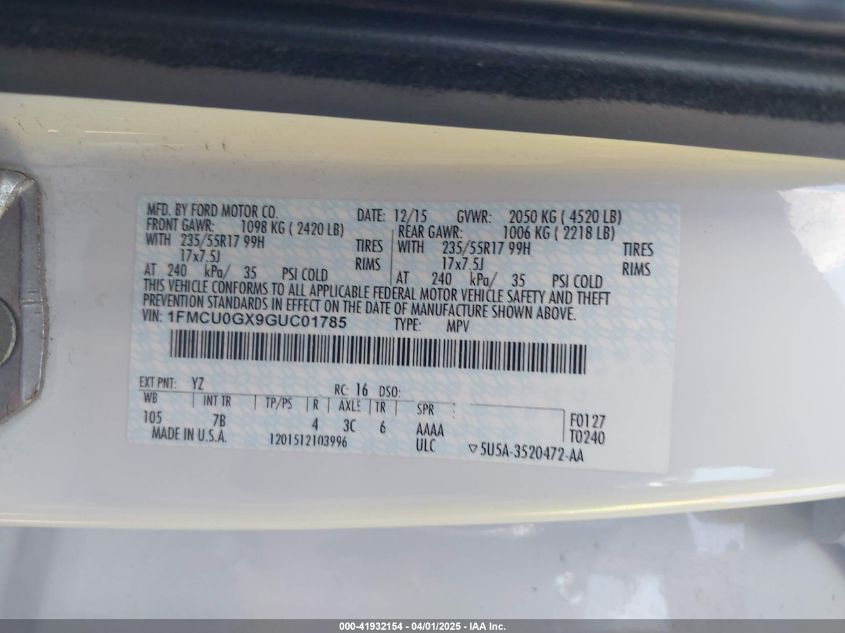 MFD. BY FORD MOTOR CO. DATE: 12/15 GVWR: 2050 KG ( 4520 LB)
FRONT GAWR: 1098 KG ( 2420 LB) REAR GAWR: 1006 KG ( 2218 LB)
WITH 235/55R17 99H TIRES WITH 235/55R17 99H TIRES
17x7.5J RIMS 17x7.5J RIMS
AT 240 kPa/ 35 PSI COLD AT 240 kPa/ 35 PSI COLD
THIS VEHICLE CONFORMS TO ALL APPLICABLE FEDERAL MOTOR VEHICLE SAFETY AND THEFT
PREVENTION STANDARDS IN EFFECT ON THE DATE OF MANUFACTURE SHOWN ABOVE.
VIN: 1FMCU0GX9GUC01785 TYPE: MPV
EXT PNT: YZ RC: 16 DSO:
WB INT TR TP/PS R AXLE TR SPR F0127
105 7B 4 3C 6 AAAA T0240
MADE IN U.S.A. 1201512103996 ULC ▽5U5A-3520472-AA
000-41932154 - 04/01/2025 - IAA, Inc.